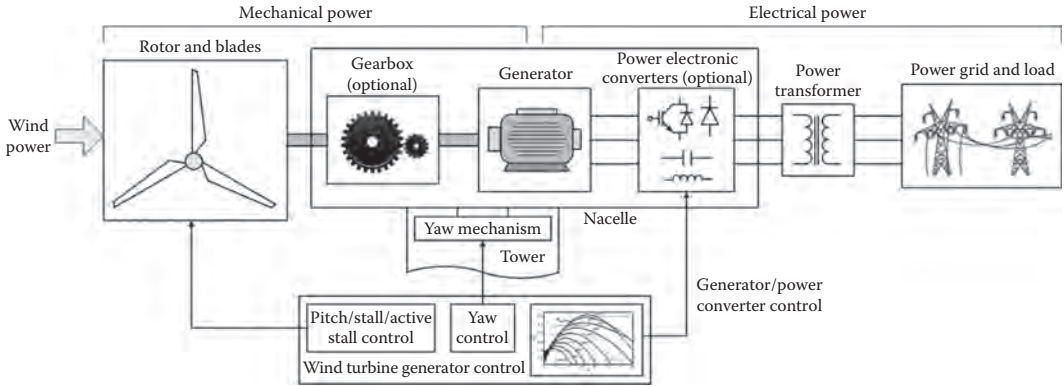 Mechanical power
Electrical power
Rotor and blades
Gearbox
(optional)
Generator
Power electronic
converters (optional)
Power
transformer
Power grid and load
Wind
power
Nacelle
Yaw mechanism
Tower
Generator/power
converter control
Pitch/stall/active
stall control
Yaw
control
Wind turbine generator control